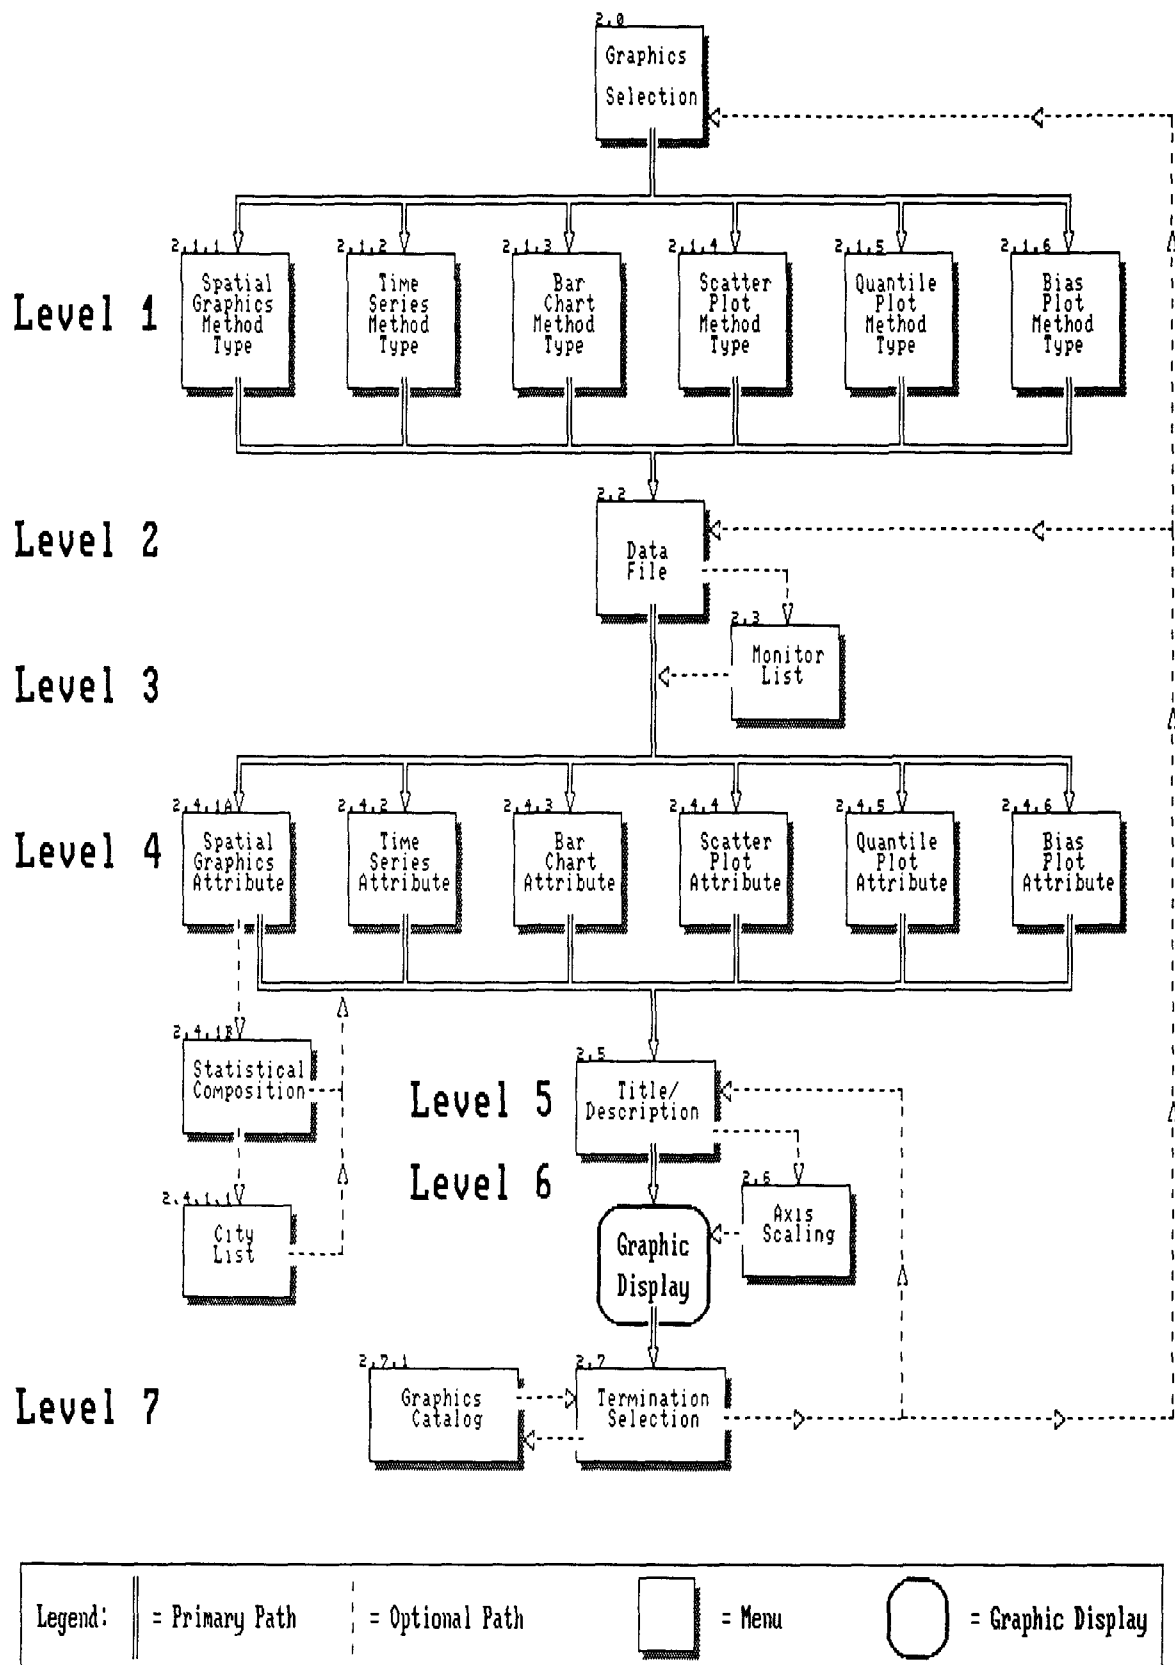 2.0
Graphics
Selection
Level 1
2.1.1
Spatial
Graphics
Method
Type
2.1.2
Time
Series
Method
Type
2.1.3
Bar
Chart
Method
Type
2.1.4
Scatter
Plot
Method
Type
2.1.5
Quantile
Plot
Method
Type
2.1.6
Bias
Plot
Method
Type
Level 2
2.2
Data
File
Level 3
2.3
Monitor
List
Level 4
2.4.1A
Spatial
Graphics
Attribute
2.4.2
Time
Series
Attribute
2.4.3
Bar
Chart
Attribute
2.4.4
Scatter
Plot
Attribute
2.4.5
Quantile
Plot
Attribute
2.4.6
Bias
Plot
Attribute
2.4.1B
Statistical
Composition
2.4.1.1
City
List
Level 5
2.5
Title/
Description
Level 6
2.6
Axis
Scaling
Graphic
Display
Level 7
2.7.1
Graphics
Catalog
2.7
Termination
Selection
Legend: = Primary Path = Optional Path = Menu = Graphic Display